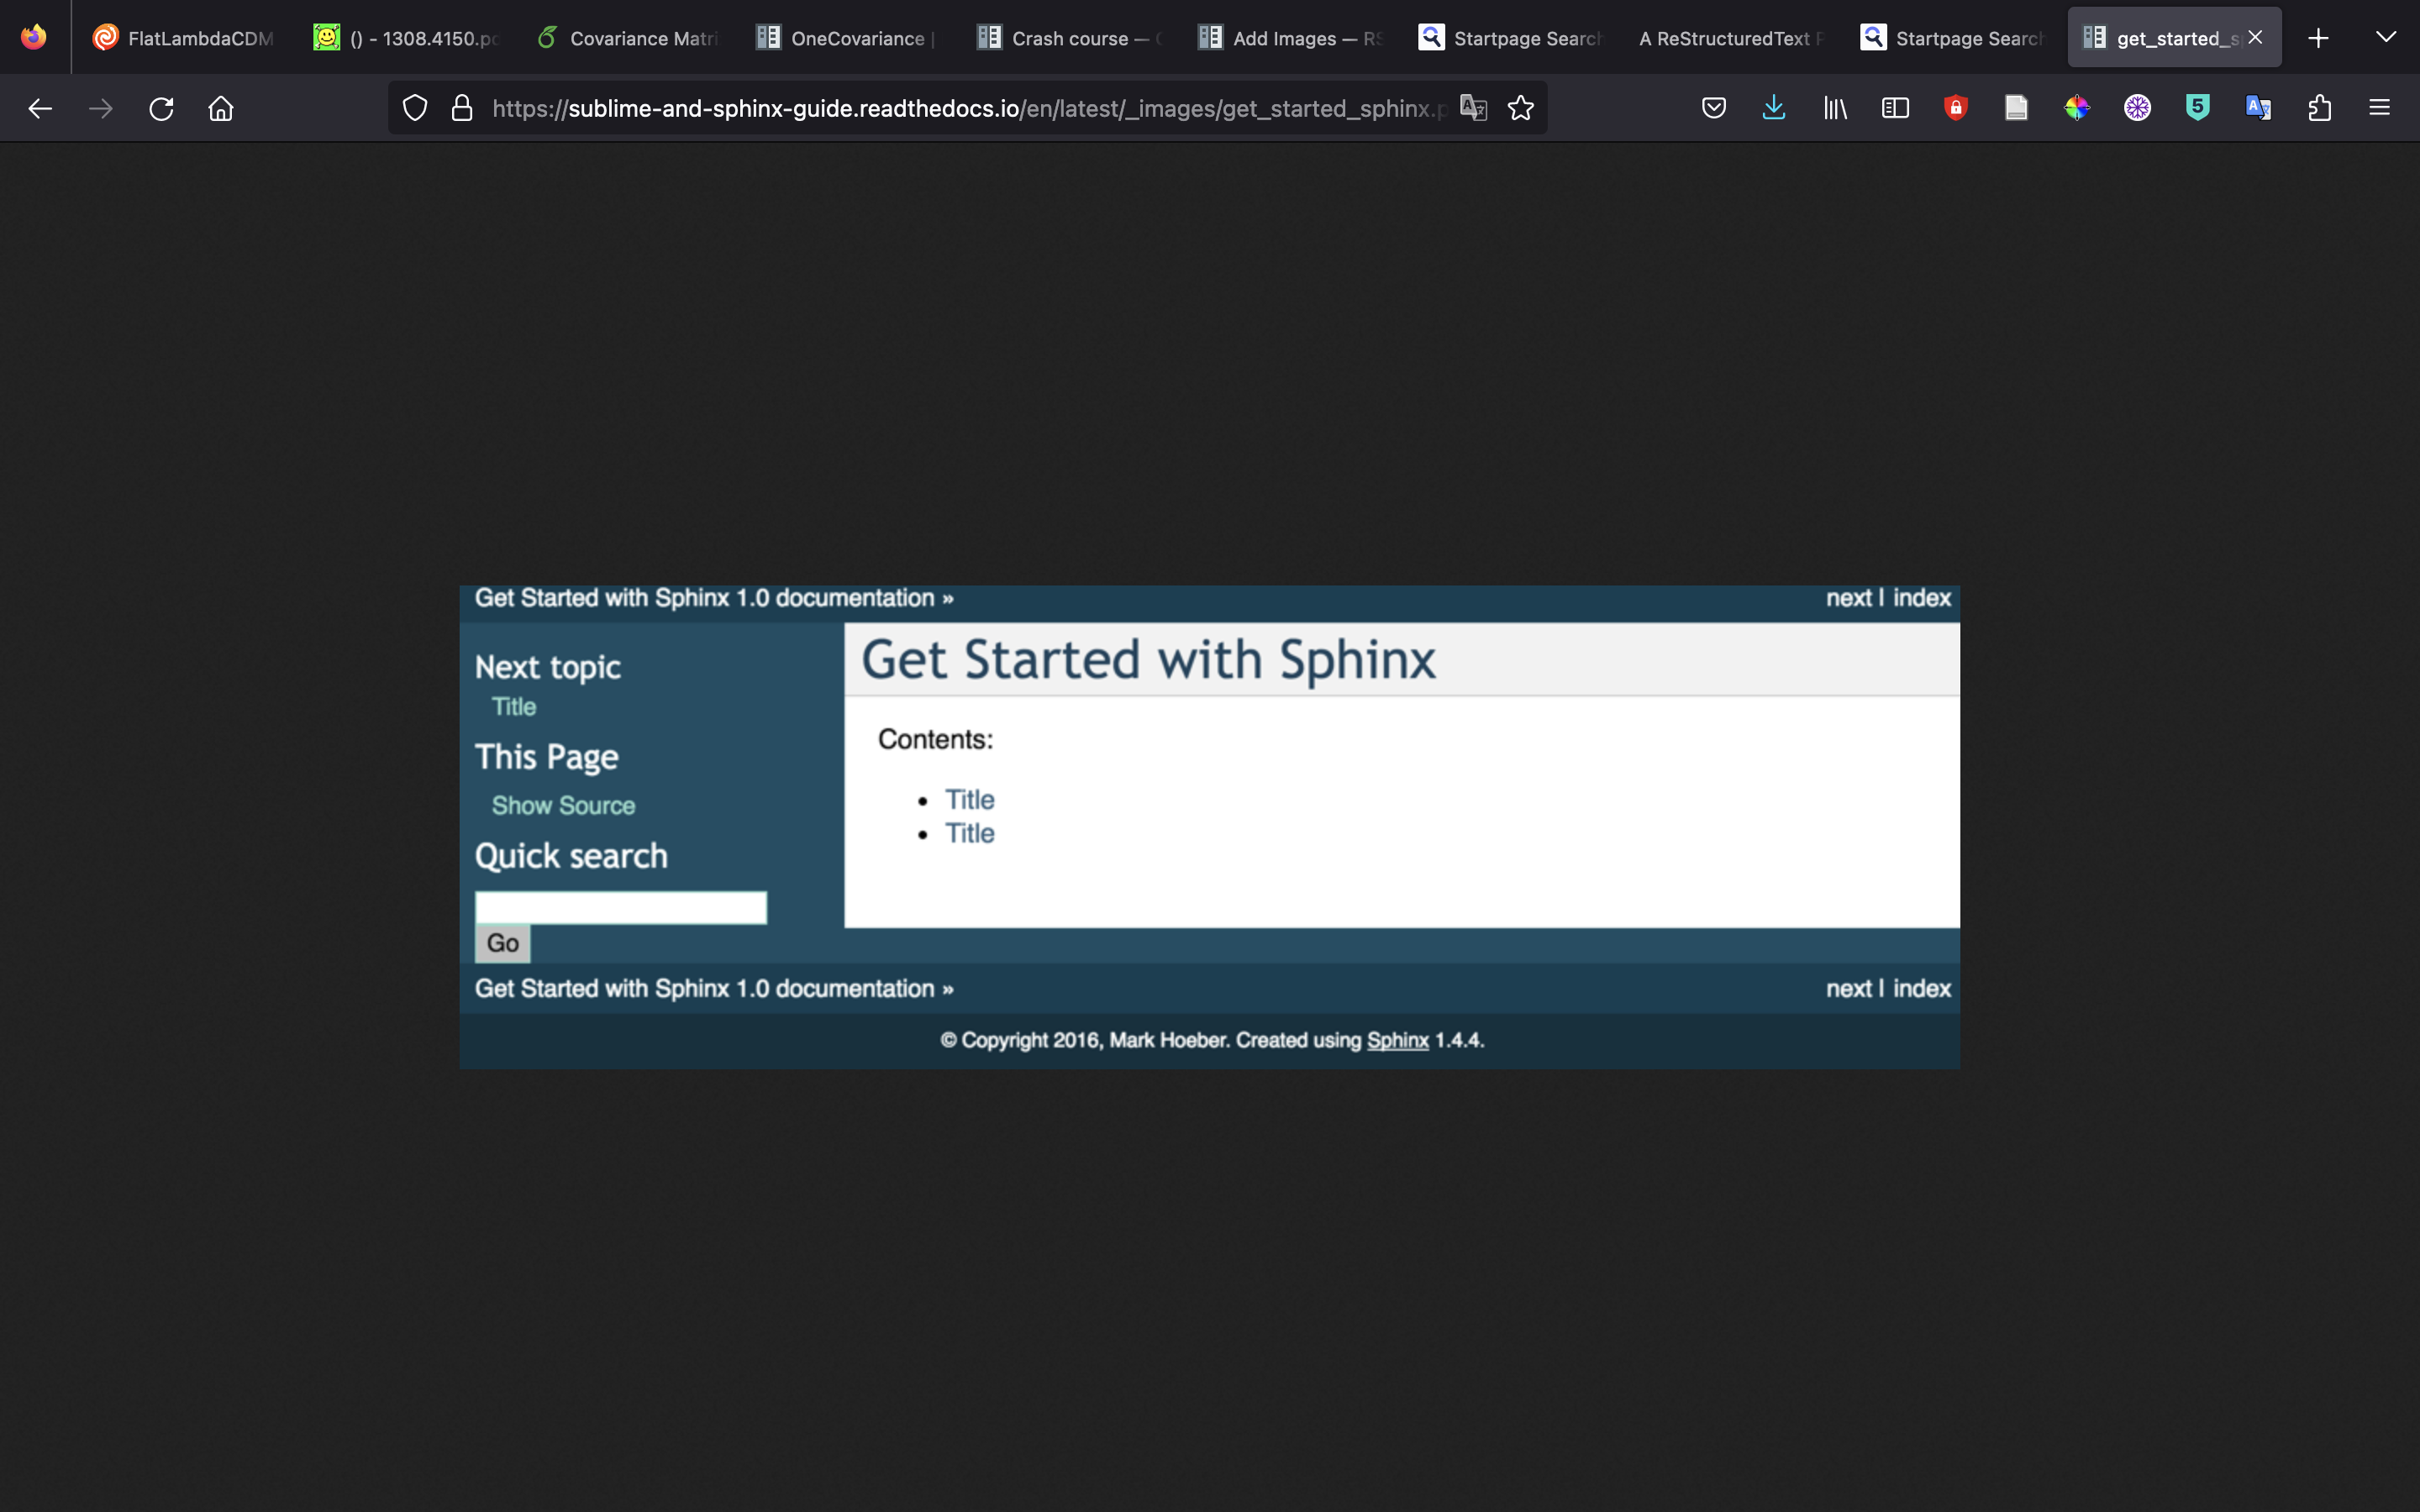 FlatLambdaCDM
() - 1308.4150.p
Covariance Matri
OneCovariance |
Crash course —
Add Images — RS
Startpage Search
A ReStructuredText
Startpage Search
get_started_s
https://sublime-and-sphinx-guide.readthedocs.io/en/latest/_images/get_started_sphinx.p
5
Get Started with Sphinx 1.0 documentation »
next | index
Next topic
Title
This Page
Show Source
Quick search
Go
Get Started with Sphinx
Contents:
• Title
• Title
Get Started with Sphinx 1.0 documentation »
next | index
© Copyright 2016, Mark Hoeber. Created using Sphinx 1.4.4.